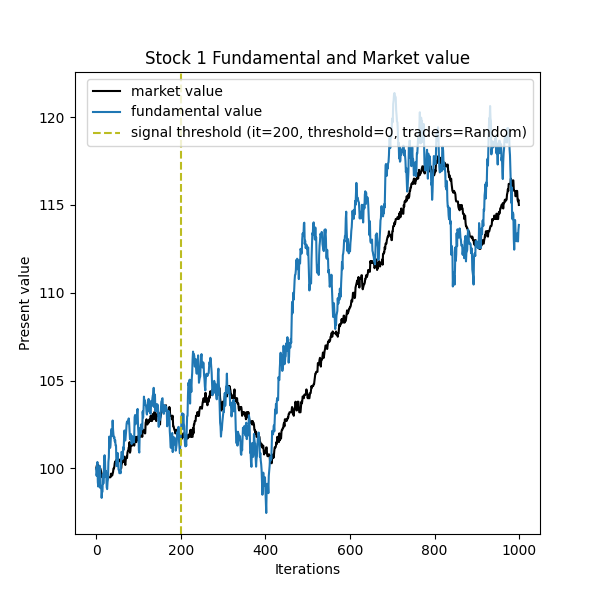 Stock 1 Fundamental and Market value
market value
fundamental value
signal threshold (it=200, threshold=0, traders=Random)
120
115
110
105
100
Present value
0 200 400 600 800 1000
Iterations